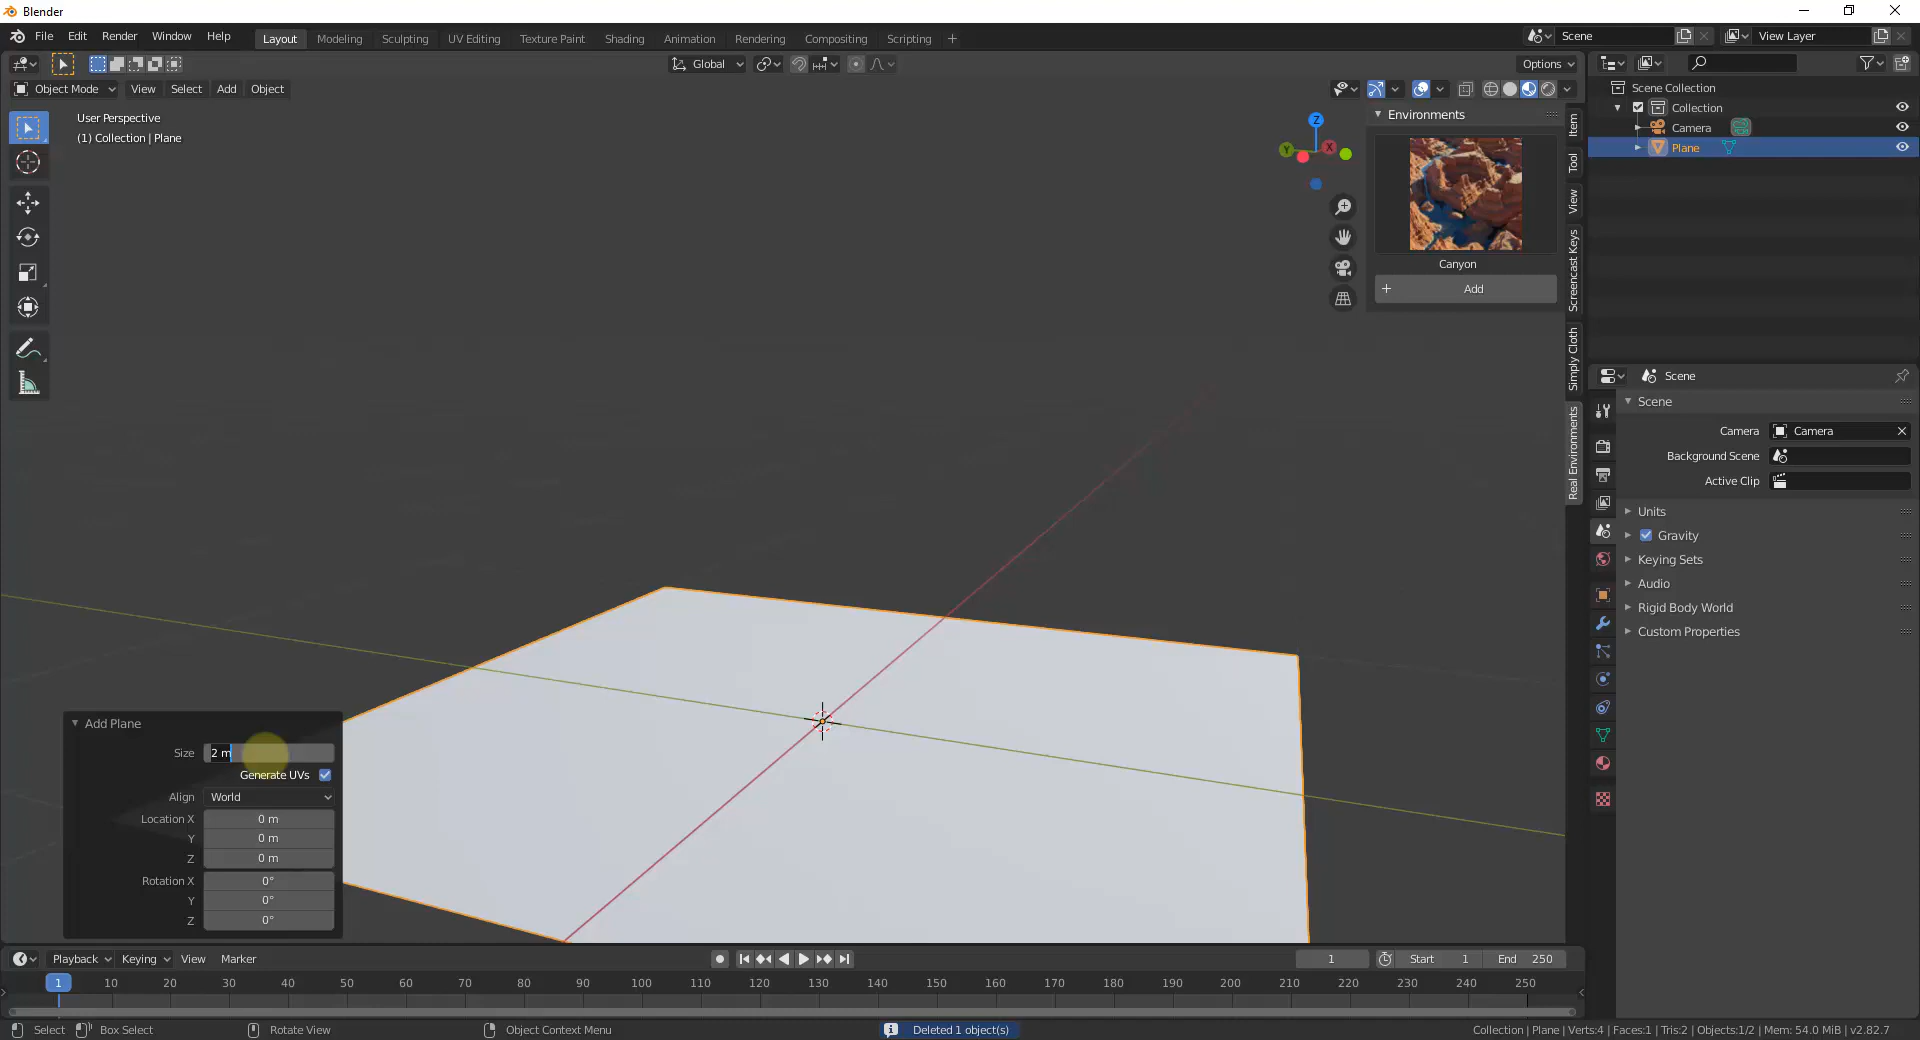 Blender
File Edit Render Window Help
Layout Modeling Sculpting UV Editing Texture Paint Shading Animation Rendering Compositing Scripting +
Scene View Layer
Global Options
Object Mode View Select Add Object
User Perspective
(1) Collection | Plane
Z
Y
X
Environments
Canyon
+ Add
Item
Tool
View
Screencast Keys
Simply Cloth
Real Environments
Scene Collection
Collection
Camera
Plane
Scene
Scene
Camera Camera
Background Scene
Active Clip
Units
Gravity
Keying Sets
Audio
Rigid Body World
Custom Properties
Add Plane
Size 2 m
Generate UVs
Align World
Location X 0 m
Y 0 m
Z 0 m
Rotation X 0°
Y 0°
Z 0°
Playback Keying View Marker
1 Start 1 End 250
1 10 20 30 40 50 60 70 80 90 100 110 120 130 140 150 160 170 180 190 200 210 220 230 240 250
Select Box Select Rotate View Object Context Menu Deleted 1 object(s) Collection | Plane | Verts:4 | Faces:1 | Tris:2 | Objects:1/2 | Mem: 54.0 MiB | v2.82.7